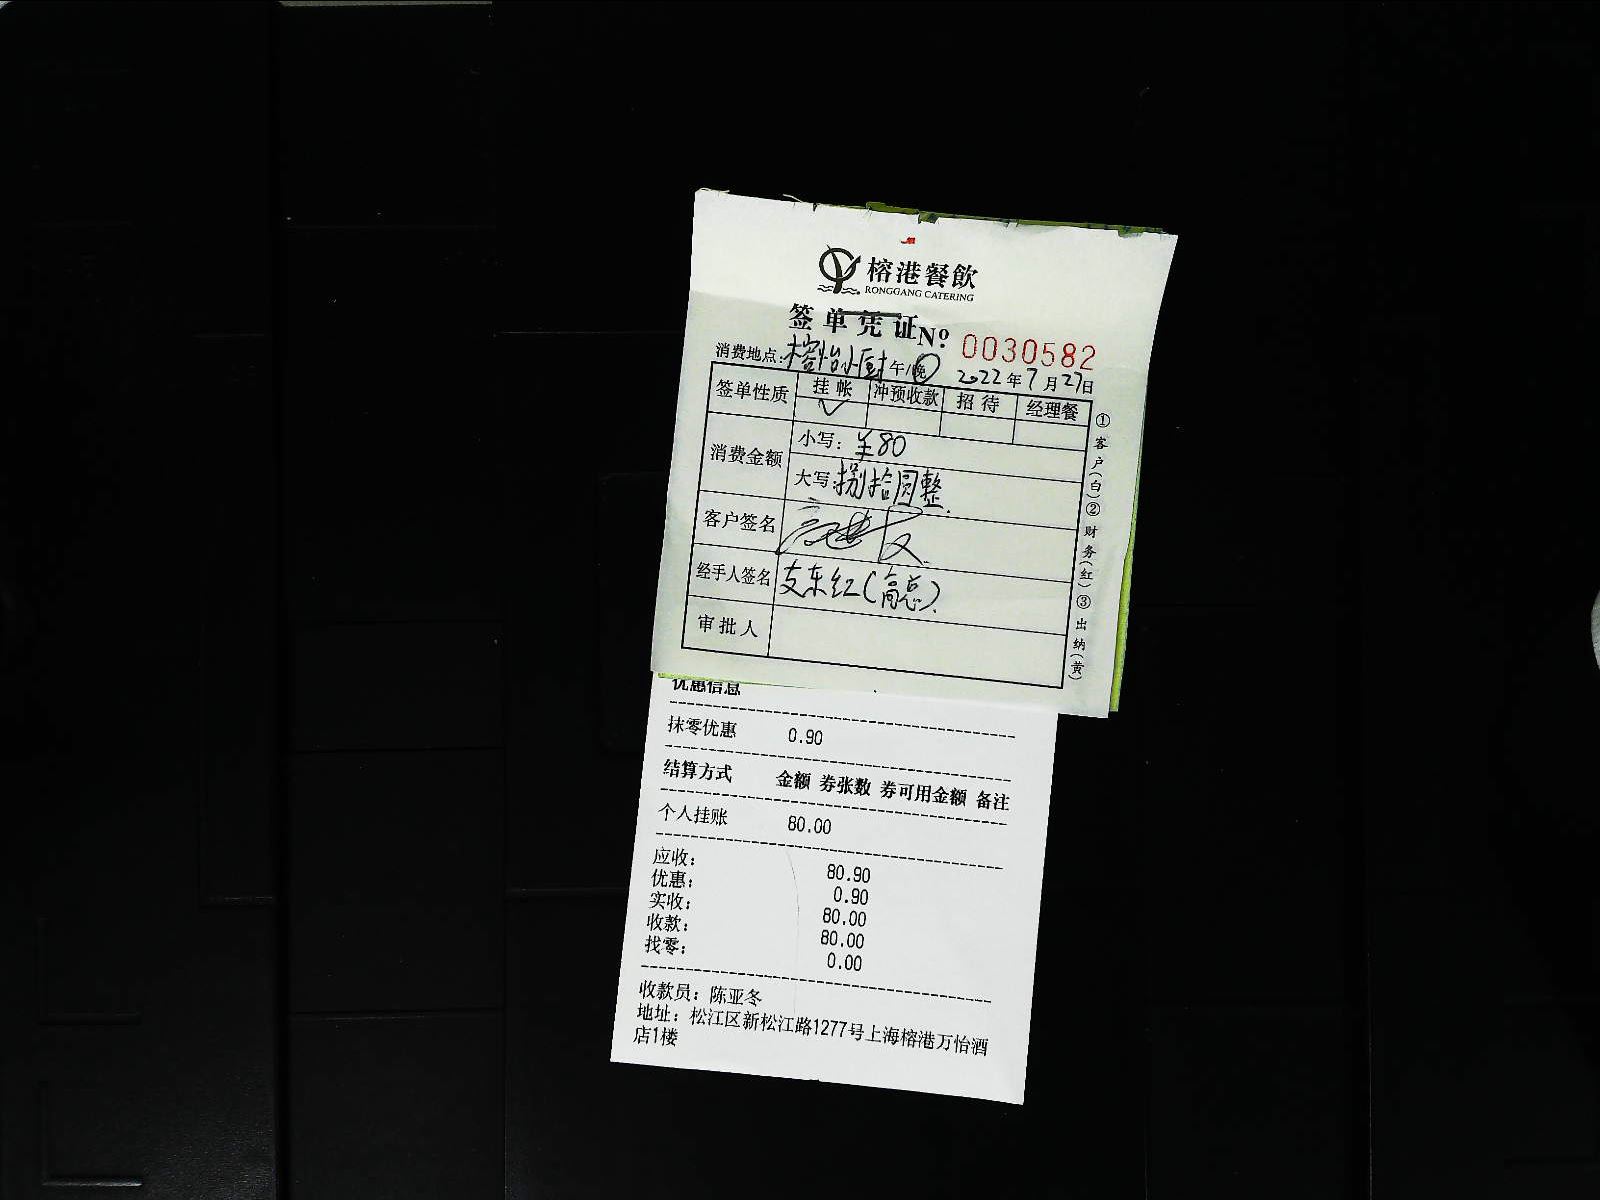 榕港餐飲
RONGGANG CATERING
签单凭证 № 0030582
消费地点:榕怡小厨 午/晚 2022年7月27日
签单性质 挂帐 冲预收款 招待 经理餐
✓
消费金额 小写:¥80
大写:捌拾圆整
客户签名
经手人签名 支东红(高总)
审批人
①客户(白)②财务(红)③出纳(黄)
优惠信息
抹零优惠 0.90
结算方式 金额 券张数 券可用金额 备注
个人挂账 80.00
应收: 80.90
优惠: 0.90
实收: 80.00
收款: 80.00
找零: 0.00
收款员:陈亚冬
地址:松江区新松江路1277号上海榕港万怡酒
店1楼